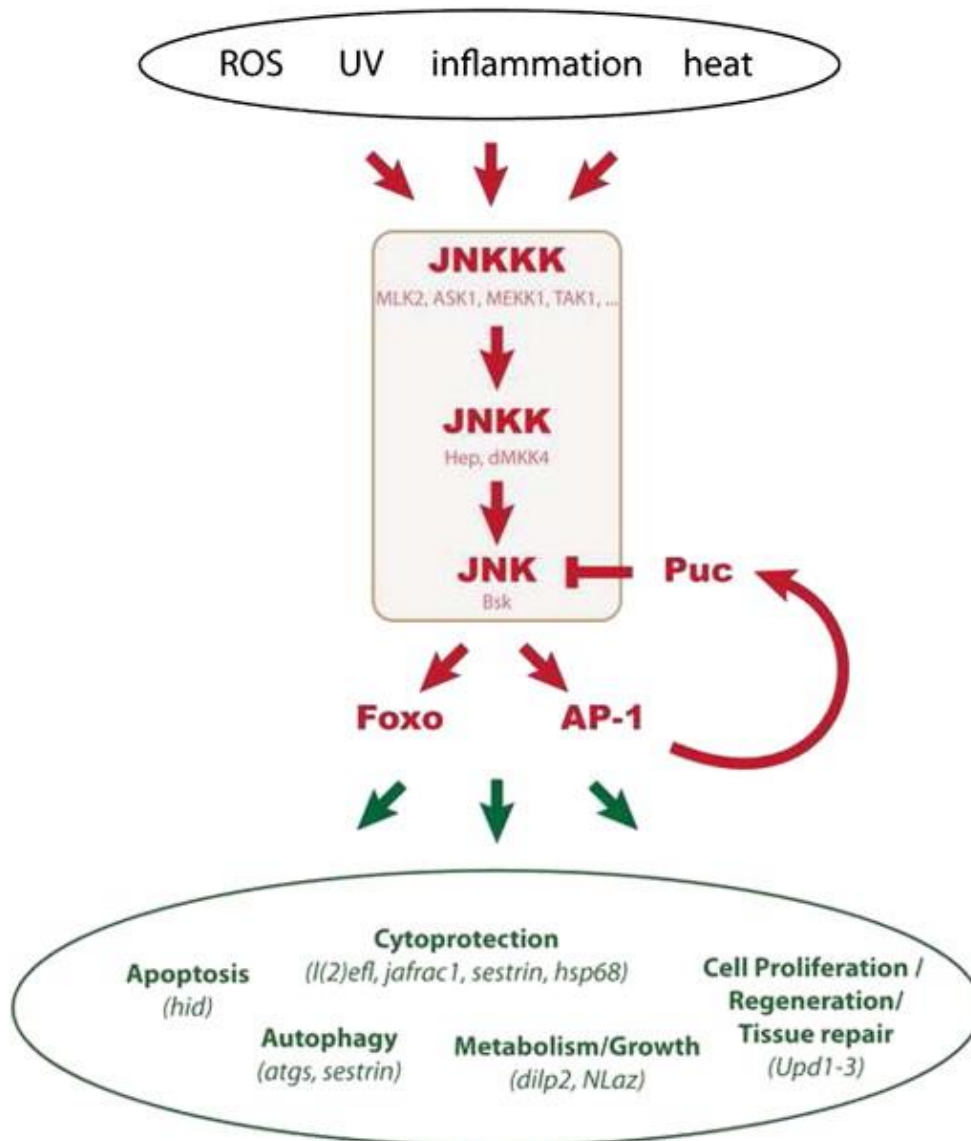 ROS UV inflammation heat
JNKKK
MLK2, ASK1, MEKK1, TAK1, ...
JNKK
Hep, dMKK4
JNK
Puc
Bsk
Foxo
AP-1
Cytoprotection
(l(2)efl, jafrac1, sestrin, hsp68)
Apoptosis
(hid)
Cell Proliferation /
Regeneration/
Tissue repair
(Upd1-3)
Autophagy
(atgs, sestrin)
Metabolism/Growth
(dilp2, NLaz)